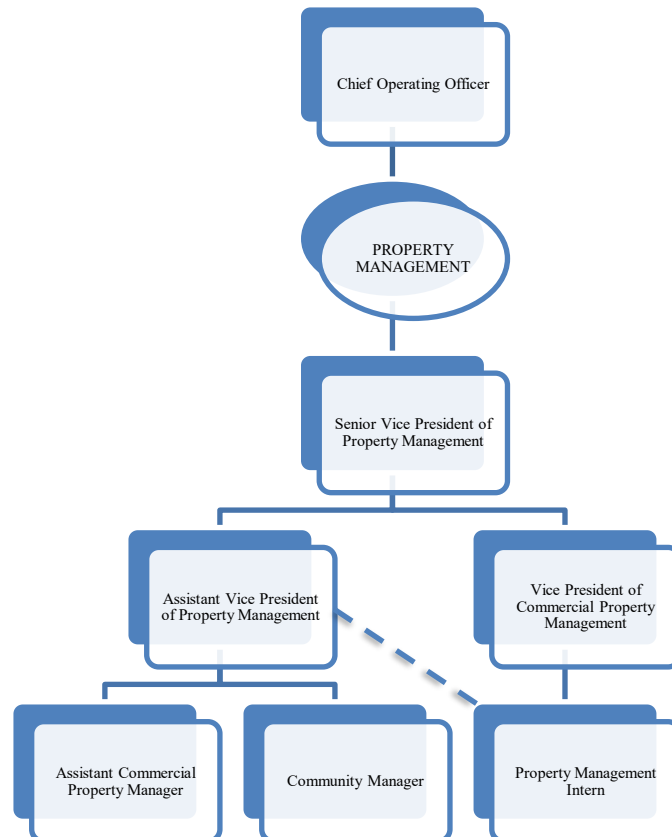 Chief Operating Officer
PROPERTY
MANAGEMENT
Senior Vice President of
Property Management
Assistant Vice President
of Property Management
Vice President of
Commercial Property
Management
Assistant Commercial
Property Manager
Community Manager
Property Management
Intern